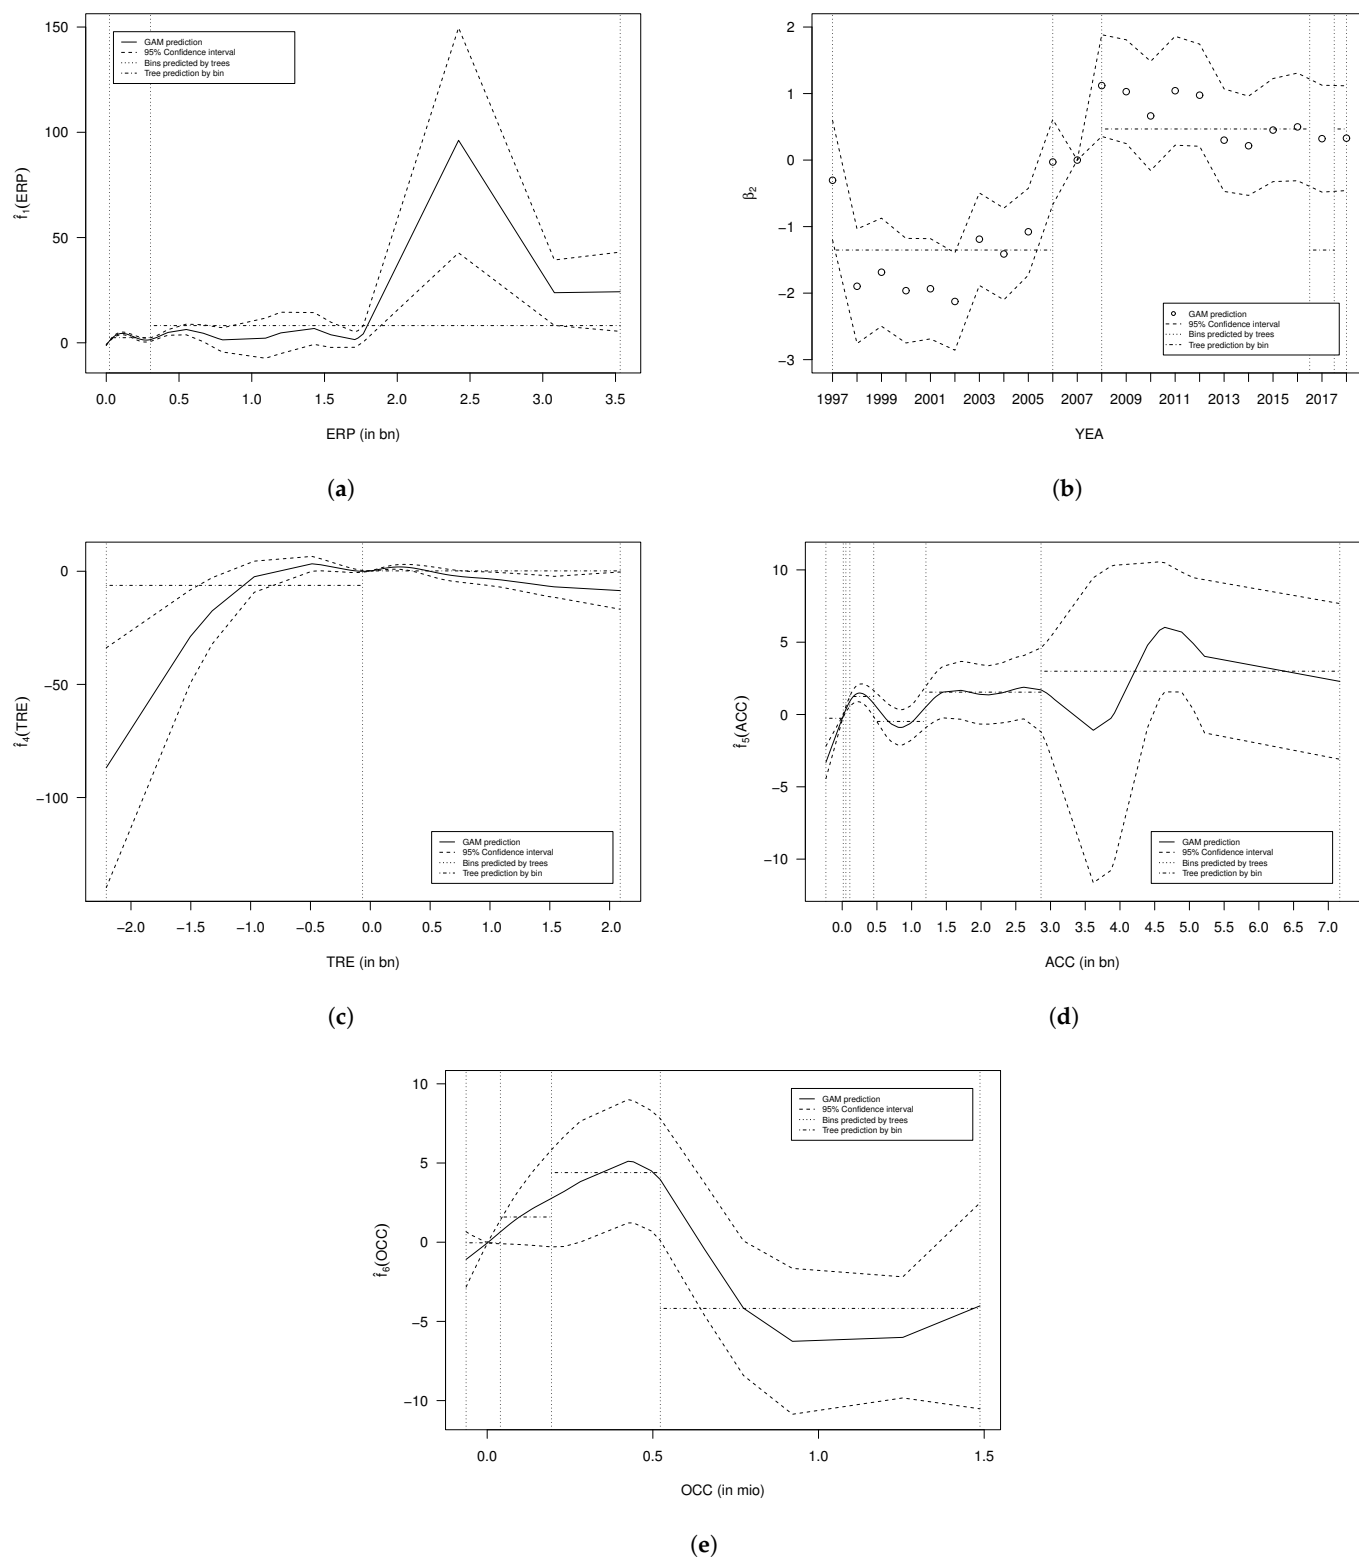 150
100
50
0
f̂₁(ERP)
GAM prediction
95% Confidence interval
Bins predicted by trees
Tree prediction by bin
0.0 0.5 1.0 1.5 2.0 2.5 3.0 3.5
ERP (in bn)
(a)
2
1
0
−1
−2
−3
β₂
GAM prediction
95% Confidence interval
Bins predicted by trees
Tree prediction by bin
1997 1999 2001 2003 2005 2007 2009 2011 2013 2015 2017
YEA
(b)
0
−50
−100
f̂₄(TRE)
GAM prediction
95% Confidence interval
Bins predicted by trees
Tree prediction by bin
−2.0 −1.5 −1.0 −0.5 0.0 0.5 1.0 1.5 2.0
TRE (in bn)
(c)
10
5
0
−5
−10
f̂₅(ACC)
GAM prediction
95% Confidence interval
Bins predicted by trees
Tree prediction by bin
0.0 0.5 1.0 1.5 2.0 2.5 3.0 3.5 4.0 4.5 5.0 5.5 6.0 6.5 7.0
ACC (in bn)
(d)
10
5
0
−5
−10
f̂₆(OCC)
GAM prediction
95% Confidence interval
Bins predicted by trees
Tree prediction by bin
0.0 0.5 1.0 1.5
OCC (in mio)
(e)